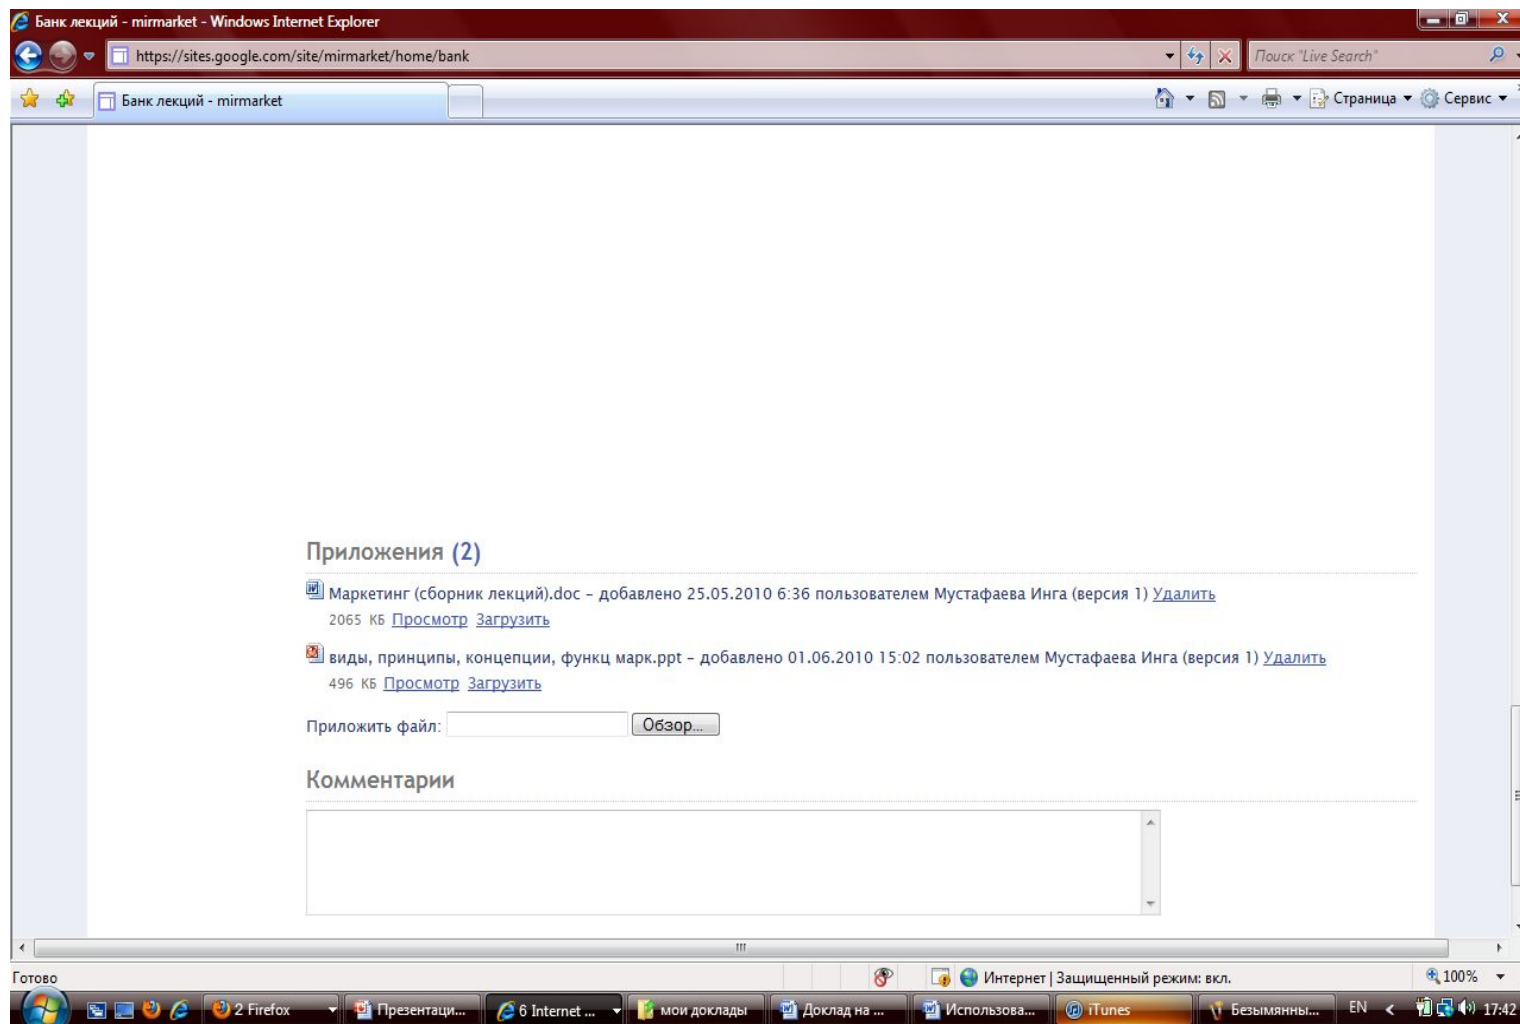 Банк лекций - mirmarket - Windows Internet Explorer
https://sites.google.com/site/mirmarket/home/bank
Поиск "Live Search"
Банк лекций - mirmarket
Страница
Сервис
Приложения (2)
Маркетинг (сборник лекций).doc – добавлено 25.05.2010 6:36 пользователем Мустафаева Инга (версия 1) Удалить
2065 КБ Просмотр Загрузить
виды, принципы, концепции, функц марк.ppt – добавлено 01.06.2010 15:02 пользователем Мустафаева Инга (версия 1) Удалить
496 КБ Просмотр Загрузить
Приложить файл: Обзор...
Комментарии
Готово
Интернет | Защищенный режим: вкл.
100%
2 Firefox
Презентаци...
6 Internet ...
мои доклады
Доклад на ...
Использова...
iTunes
Безымянны...
EN
17:42